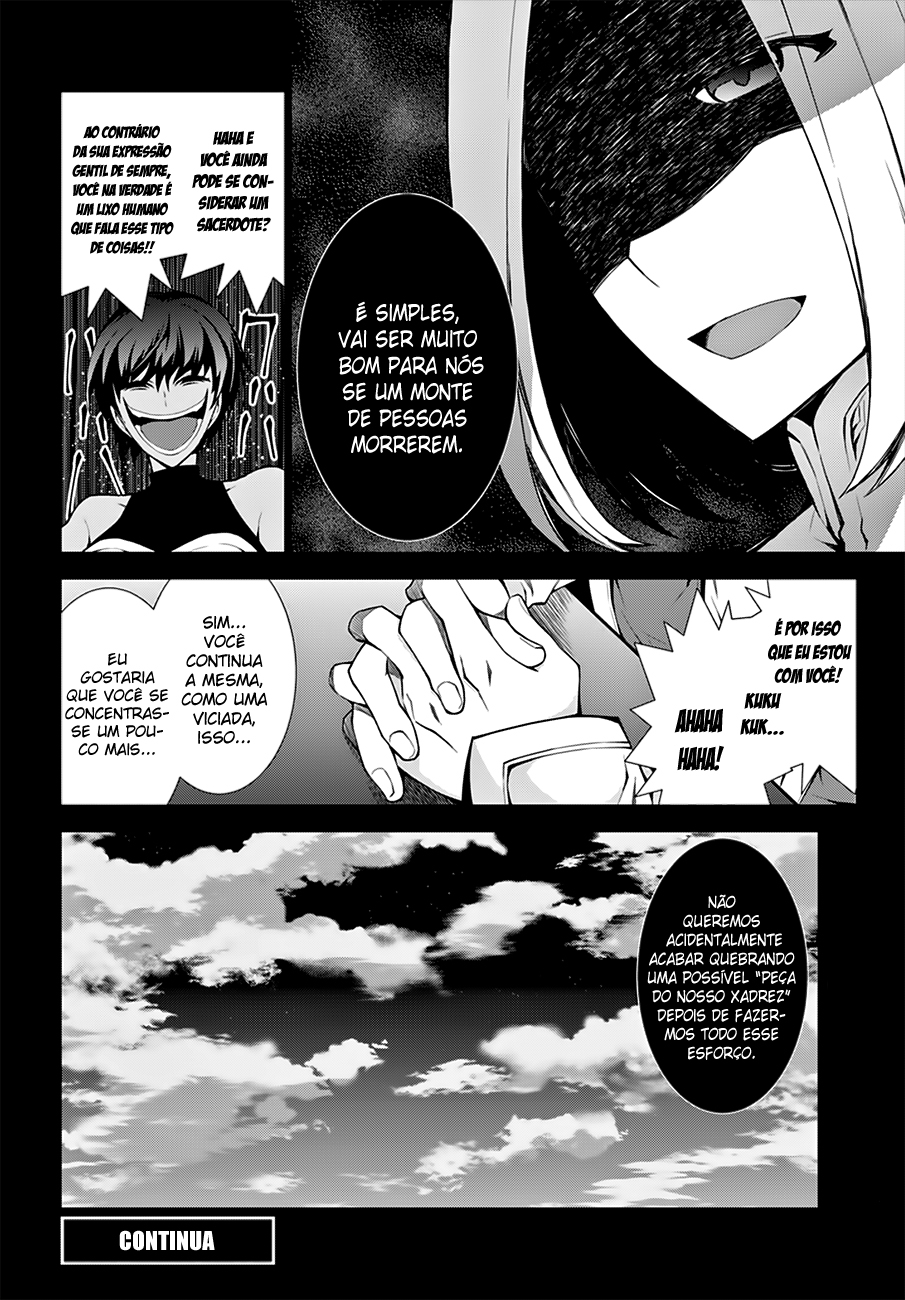 É SIMPLES,
VAI SER MUITO
BOM PARA NÓS
SE UM MONTE
DE PESSOAS
MORREREM.
HAHA E
VOCÊ AINDA
PODE SE CON-
SIDERAR UM
SACERDOTE?
AO CONTRÁRIO
DA SUA EXPRESSÃO
GENTIL DE SEMPRE,
VOCÊ NA VERDADE É
UM LIXO HUMANO
QUE FALA ESSE TIPO
DE COISAS!!
É POR ISSO
QUE EU ESTOU
COM VOCÊ!
KUKU
KUK...
AHAHA
HAHA!
SIM...
VOCÊ
CONTINUA
A MESMA,
COMO UMA
VICIADA,
ISSO...
EU
GOSTARIA
QUE VOCÊ SE
CONCENTRAS-
SE UM POU-
CO MAIS...
NÃO
QUEREMOS
ACIDENTALMENTE
ACABAR QUEBRANDO
UMA POSSÍVEL "PEÇA
DO NOSSO XADREZ"
DEPOIS DE FAZER-
MOS TODO ESSE
ESFORÇO.
CONTINUA